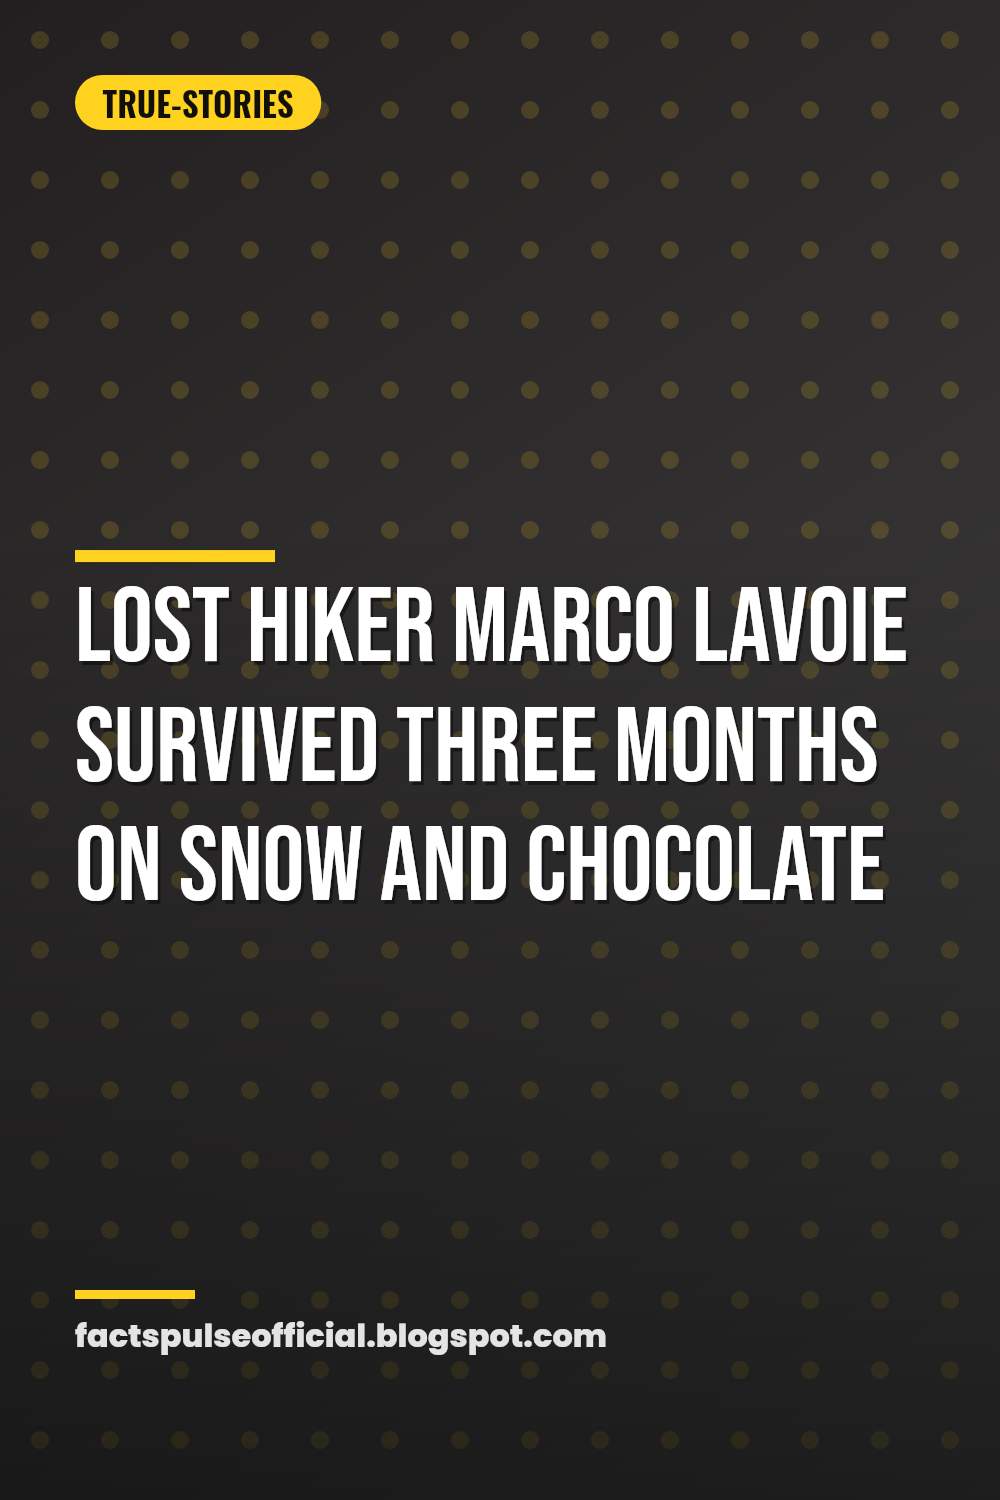 TRUE-STORIES
LOST HIKER MARCO LAVOIE
SURVIVED THREE MONTHS
ON SNOW AND CHOCOLATE
factspulseofficial.blogspot.com